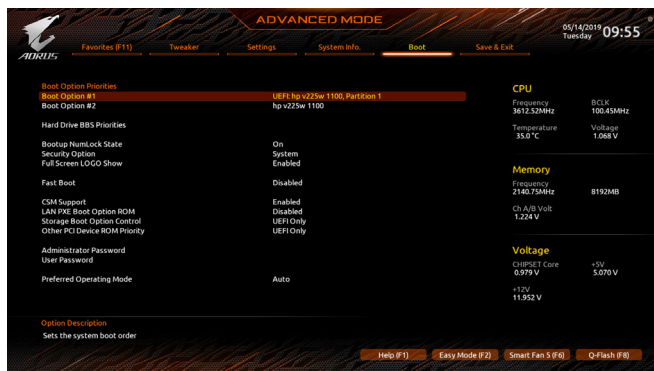 ADVANCED MODE
05/14/2019 Tuesday 09:55
AORUS
Favorites (F11) Tweaker Settings System Info. Boot Save & Exit
Boot Option Priorities
Boot Option #1 UEFI: hp v225w 1100, Partition 1
Boot Option #2 hp v225w 1100
Hard Drive BBS Priorities
Bootup NumLock State On
Security Option System
Full Screen LOGO Show Enabled
Fast Boot Disabled
CSM Support Enabled
LAN PXE Boot Option ROM Disabled
Storage Boot Option Control UEFI Only
Other PCI Device ROM Priority UEFI Only
Administrator Password
User Password
Preferred Operating Mode Auto
Option Description
Sets the system boot order
CPU
Frequency BCLK
3612.52MHz 100.45MHz
Temperature Voltage
35.0 °C 1.068 V
Memory
Frequency
2140.75MHz 8192MB
Ch A/B Volt
1.224 V
Voltage
CHIPSET Core +5V
0.979 V 5.070 V
+12V
11.952 V
Help (F1) Easy Mode (F2) Smart Fan 5 (F6) Q-Flash (F8)